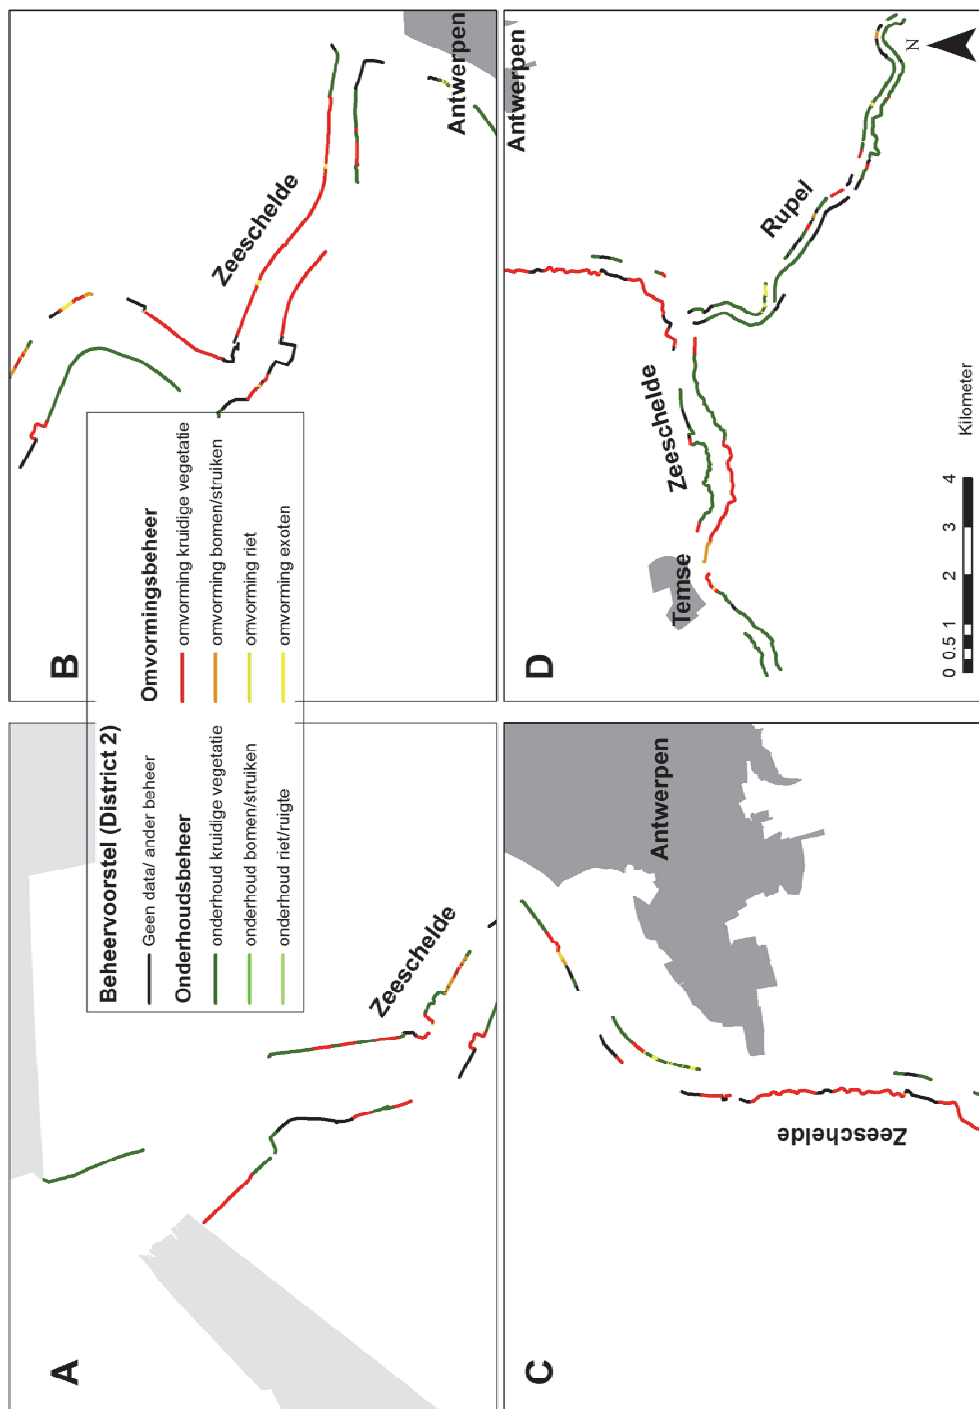 A
B
Beheervoorstel (District 2)
Geen data/ ander beheer
Onderhoudsbeheer
onderhoud kruidige vegetatie
onderhoud bomen/struiken
onderhoud riet/ruigte
Omvormingsbeheer
omvorming kruidige vegetatie
omvorming bomen/struiken
omvorming riet
omvorming exoten
Zeeschelde
Zeeschelde
Antwerpen
C
Antwerpen
Zeeschelde
D
Antwerpen
Temse
Zeeschelde
Rupel
N
0 0.5 1 2 3 4
Kilometer